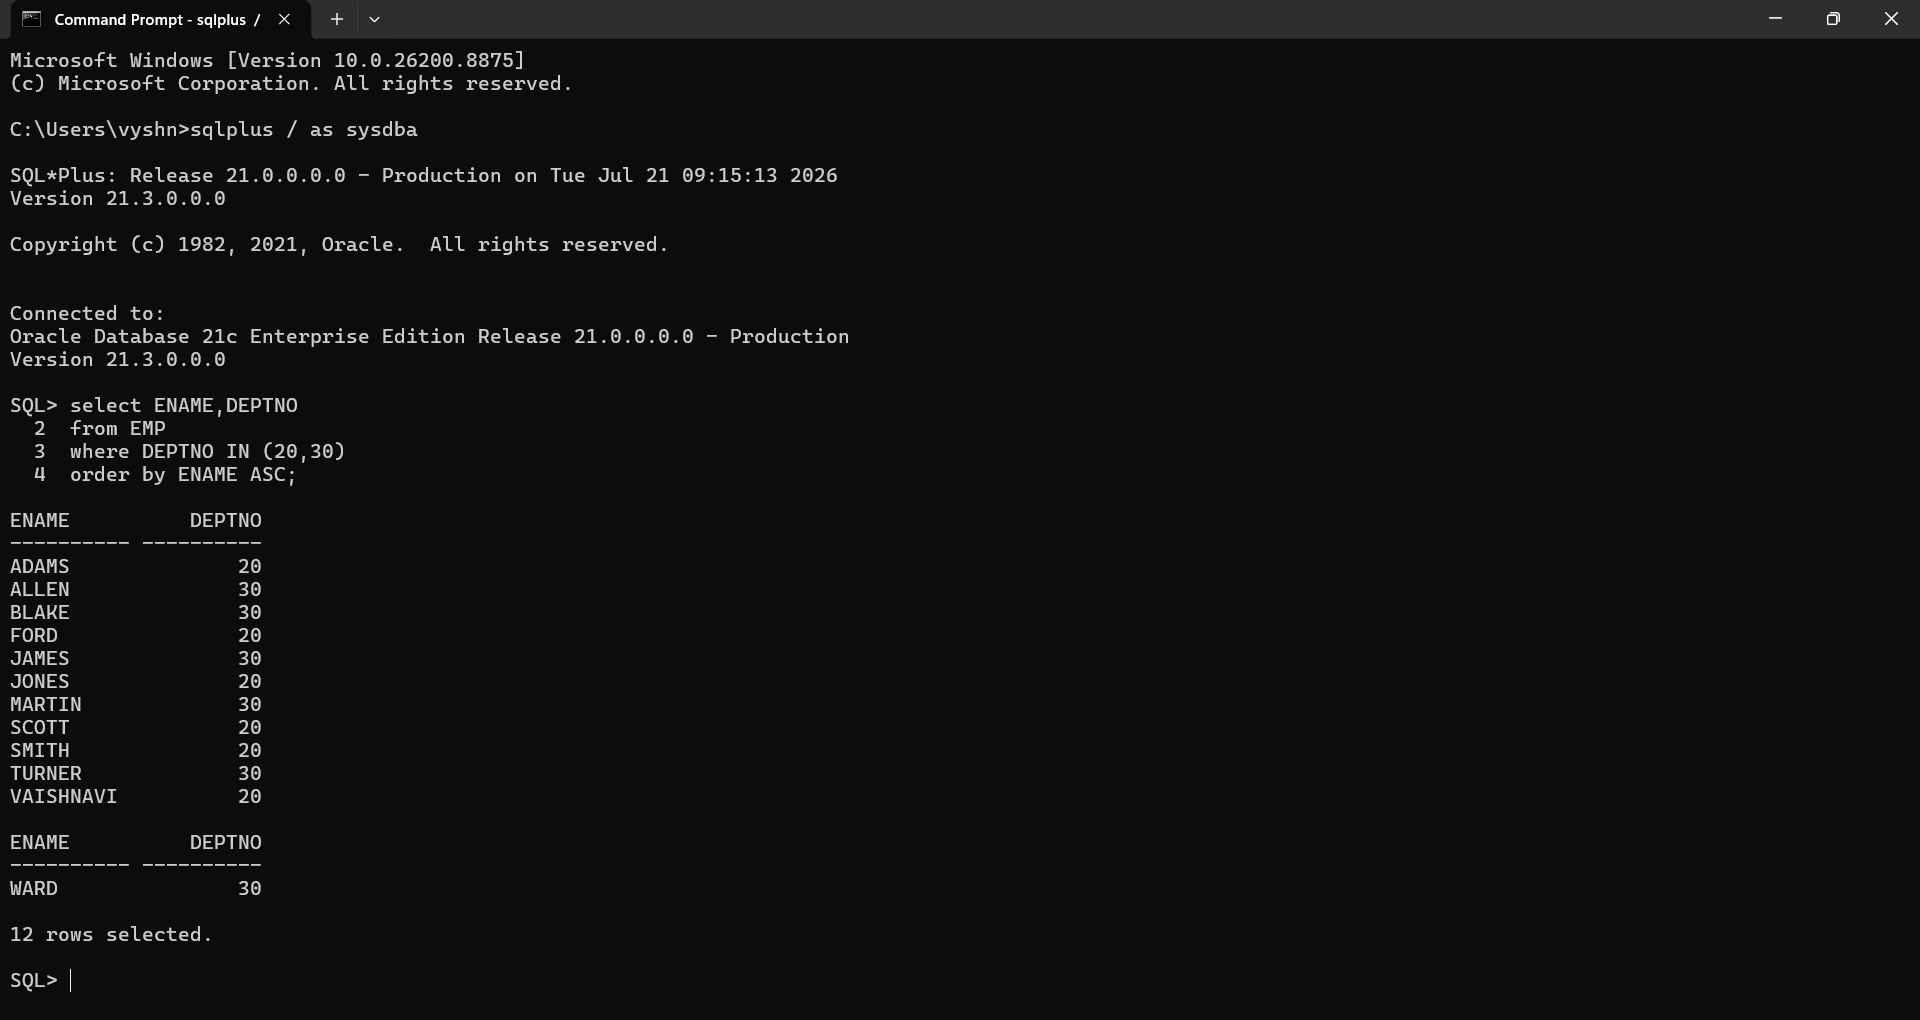 Command Prompt - sqlplus /
Microsoft Windows [Version 10.0.26200.8875]
(c) Microsoft Corporation. All rights reserved.
C:\Users\vyshn>sqlplus / as sysdba
SQL*Plus: Release 21.0.0.0.0 - Production on Tue Jul 21 09:15:13 2026
Version 21.3.0.0.0
Copyright (c) 1982, 2021, Oracle.  All rights reserved.
Connected to:
Oracle Database 21c Enterprise Edition Release 21.0.0.0.0 - Production
Version 21.3.0.0.0
SQL> select ENAME,DEPTNO
  2  from EMP
  3  where DEPTNO IN (20,30)
  4  order by ENAME ASC;
ENAME          DEPTNO
---------- ----------
ADAMS              20
ALLEN              30
BLAKE              30
FORD               20
JAMES              30
JONES              20
MARTIN             30
SCOTT              20
SMITH              20
TURNER             30
VAISHNAVI          20
ENAME          DEPTNO
---------- ----------
WARD               30
12 rows selected.
SQL>